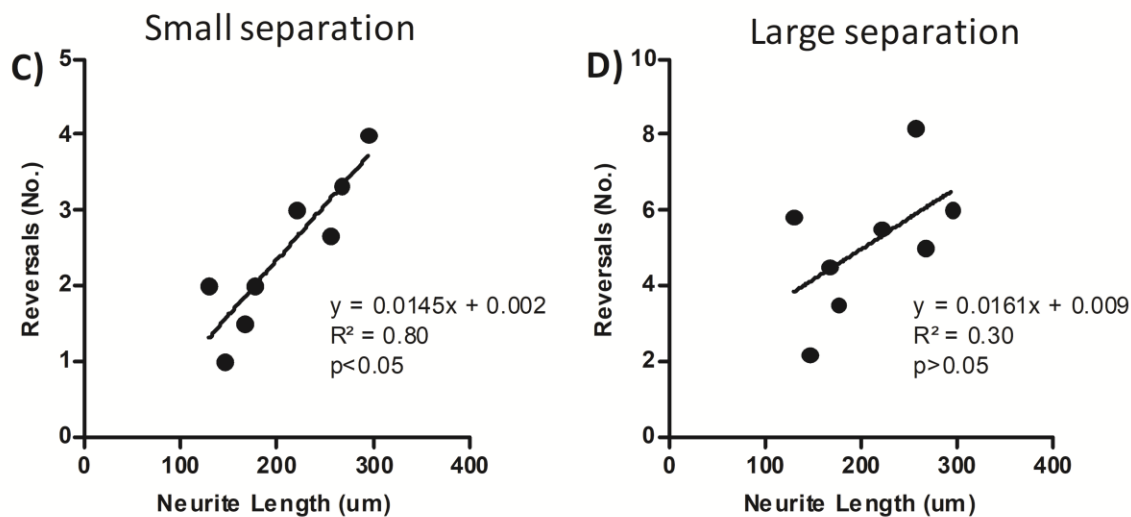 Small separation
C)
5
4
3
2
1
0
Reversals (No.)
y = 0.0145x + 0.002
R² = 0.80
p<0.05
0 100 200 300 400
Neurite Length (um)
Large separation
D)
10
8
6
4
2
0
Reversals (No.)
y = 0.0161x + 0.009
R² = 0.30
p>0.05
0 100 200 300 400
Neurite Length (um)